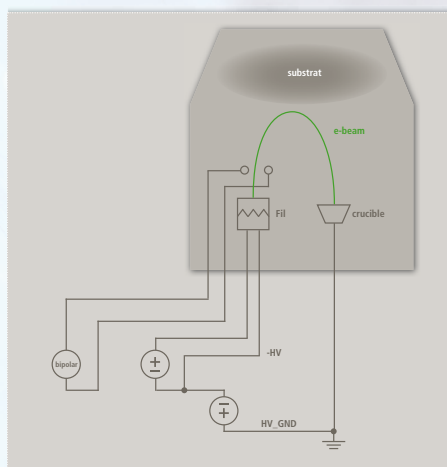 substrat
e-beam
Fil
crucible
-HV
bipolar
HV_GND